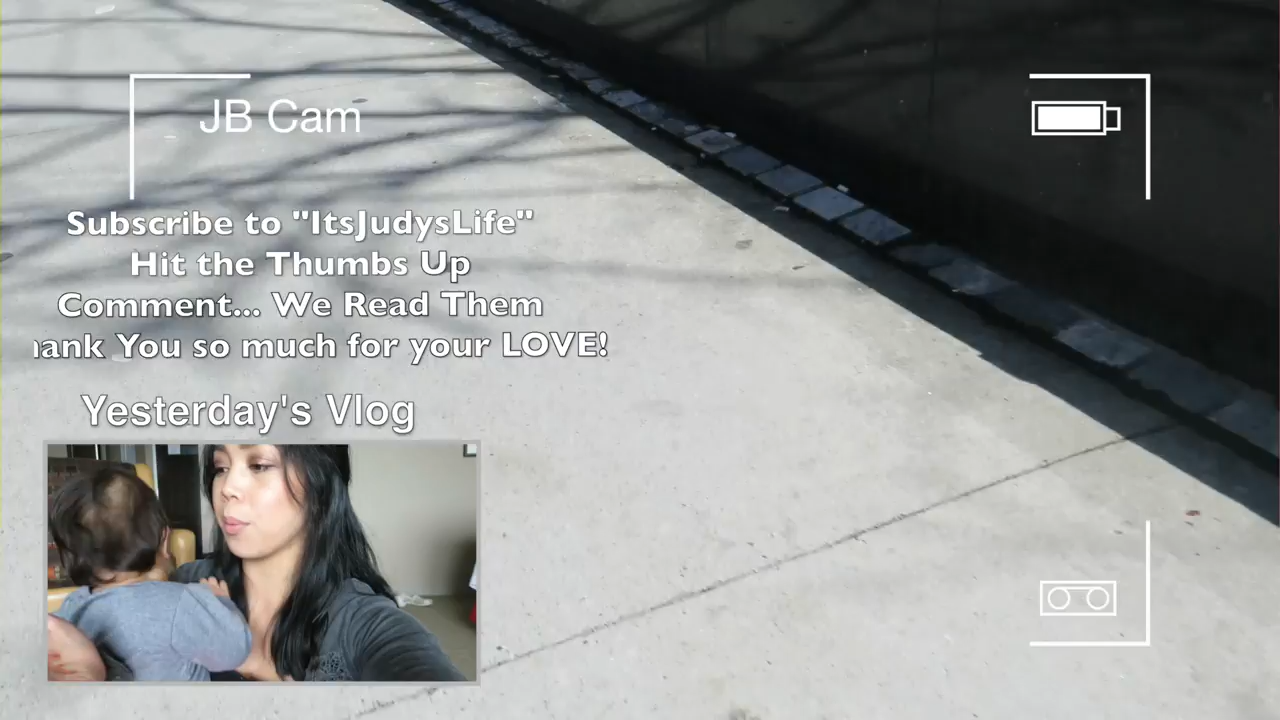 JB Cam
Subscribe to "ItsJudysLife"
Hit the Thumbs Up
Comment... We Read Them
hank You so much for your LOVE!
Yesterday's Vlog